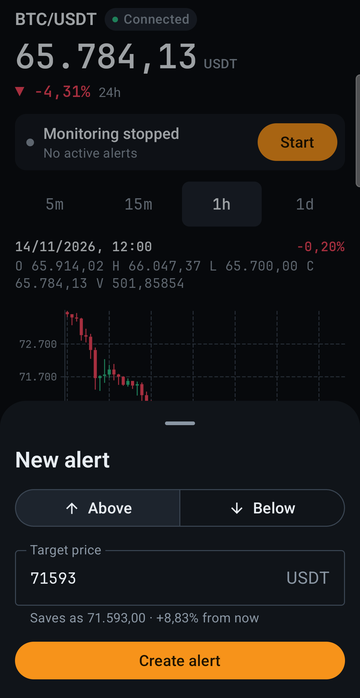 BTC/USDT Connected
65.784,13 USDT
▼ -4,31% 24h
Monitoring stopped
No active alerts
Start
5m 15m 1h 1d
14/11/2026, 12:00 -0,20%
O 65.914,02 H 66.047,37 L 65.700,00 C
65.784,13 V 501,85854
72.700
71.700
New alert
↑ Above ↓ Below
Target price
71593 USDT
Saves as 71.593,00 · +8,83% from now
Create alert